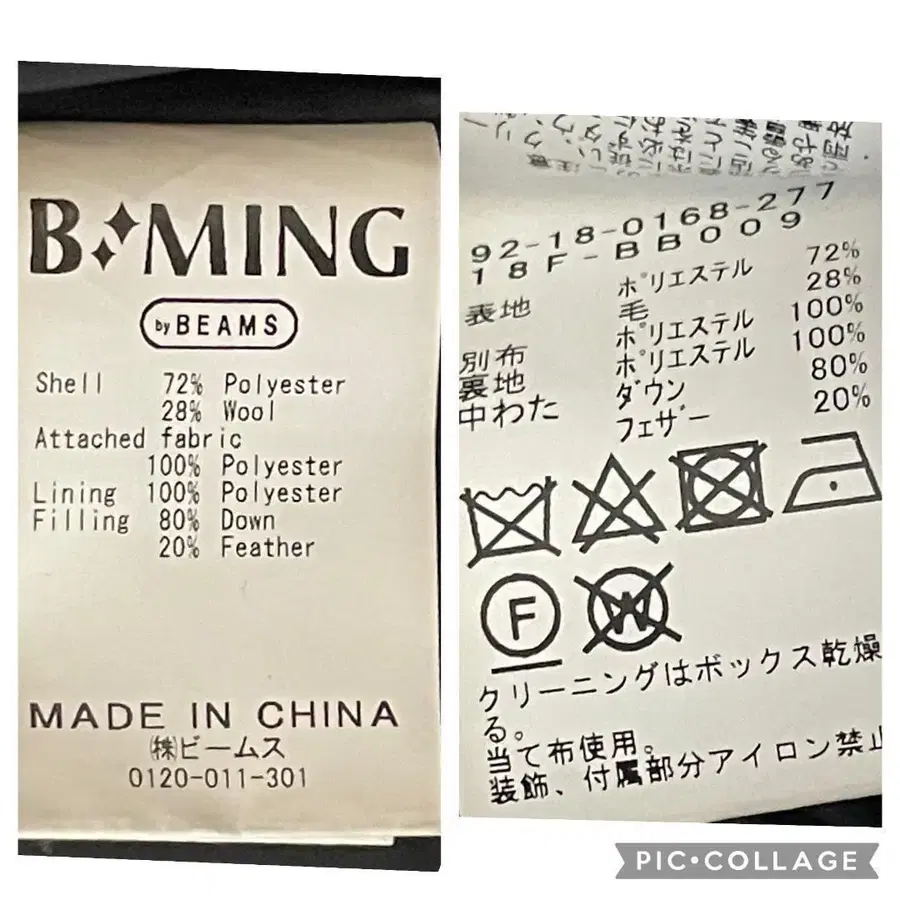 B MING
by BEAMS
Shell 72% Polyester
28% Wool
Attached fabric
100% Polyester
Lining 100% Polyester
Filling 80% Down
20% Feather
MADE IN CHINA
㈱ビームス
0120-011-301
92-18-0168-277
18F-BB009
表地 ポリエステル 72%
毛 28%
別布 ポリエステル 100%
裏地 ポリエステル 100%
中わた ダウン 80%
フェザー 20%
F
W
クリーニングはボックス乾燥
る。
当て布使用。
装飾、付属部分アイロン禁止
PIC•COLLAGE